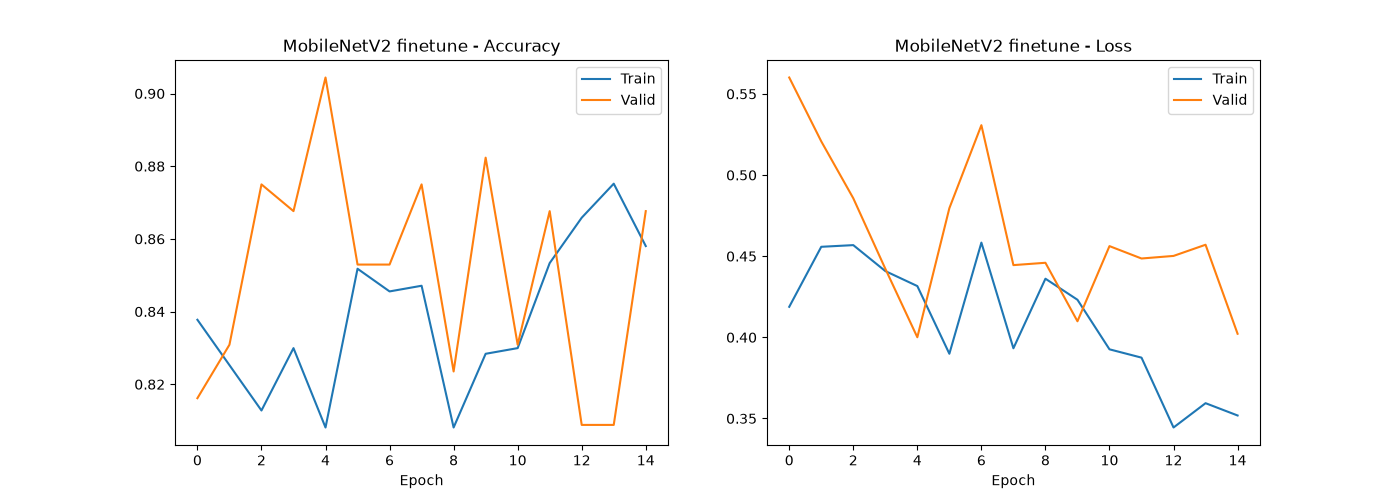 MobileNetV2 finetune - Accuracy
Train
Valid
0.90
0.88
0.86
0.84
0.82
0 2 4 6 8 10 12 14
Epoch
MobileNetV2 finetune - Loss
Train
Valid
0.55
0.50
0.45
0.40
0.35
0 2 4 6 8 10 12 14
Epoch